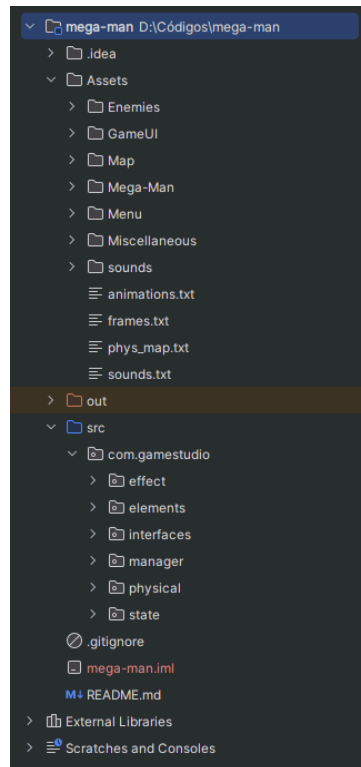 mega-man D:\Códigos\mega-man
.idea
Assets
Enemies
GameUI
Map
Mega-Man
Menu
Miscellaneous
sounds
animations.txt
frames.txt
phys_map.txt
sounds.txt
out
src
com.gamestudio
effect
elements
interfaces
manager
physical
state
.gitignore
mega-man.iml
M↓ README.md
External Libraries
Scratches and Consoles